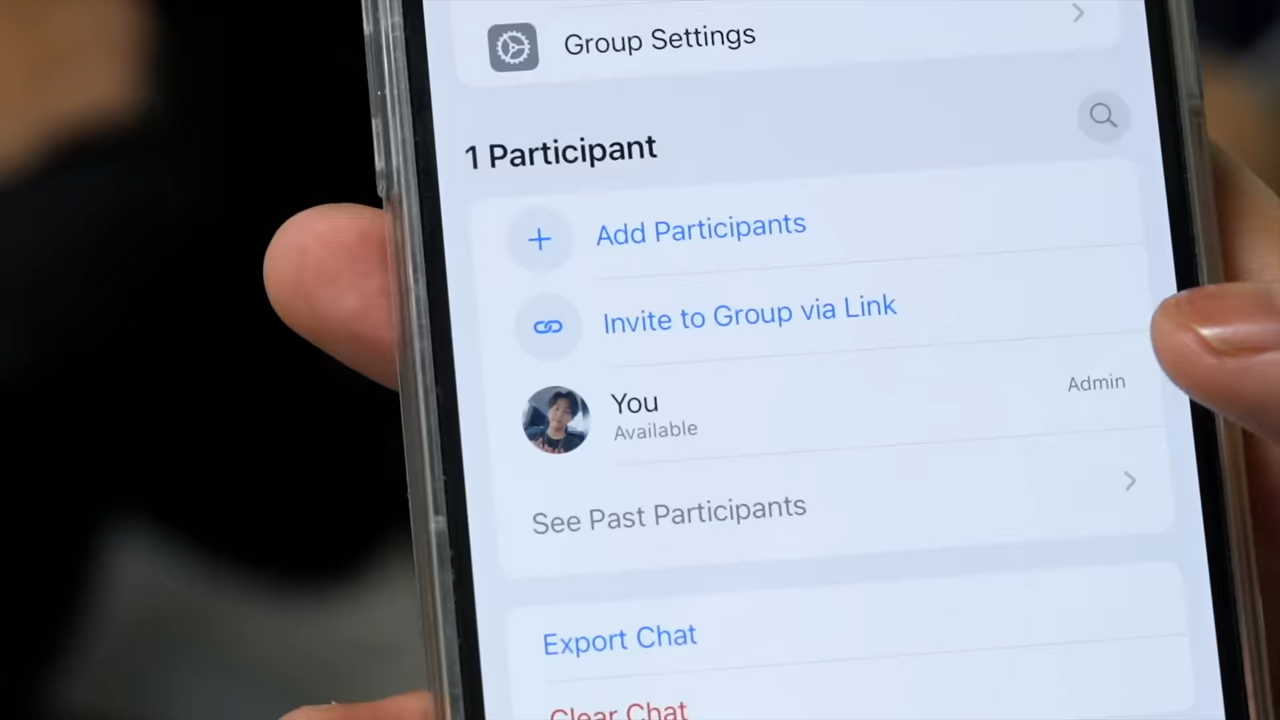 Group Settings
1 Participant
Add Participants
Invite to Group via Link
You
Admin
Available
See Past Participants
Export Chat
Clear Chat